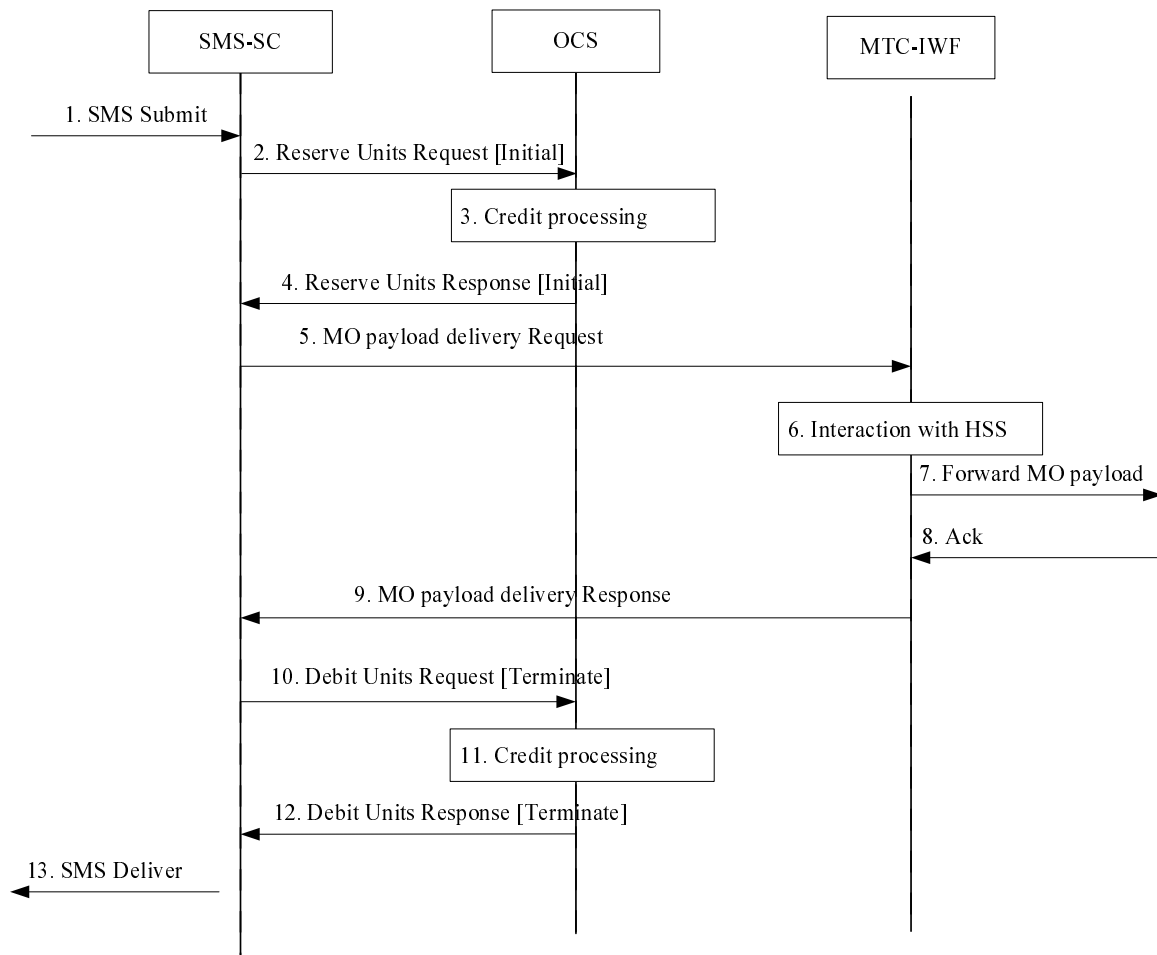 SMS-SC
OCS
MTC-IWF
1. SMS Submit
2. Reserve Units Request [Initial]
3. Credit processing
4. Reserve Units Response [Initial]
5. MO payload delivery Request
6. Interaction with HSS
7. Forward MO payload
8. Ack
9. MO payload delivery Response
10. Debit Units Request [Terminate]
11. Credit processing
12. Debit Units Response [Terminate]
13. SMS Deliver